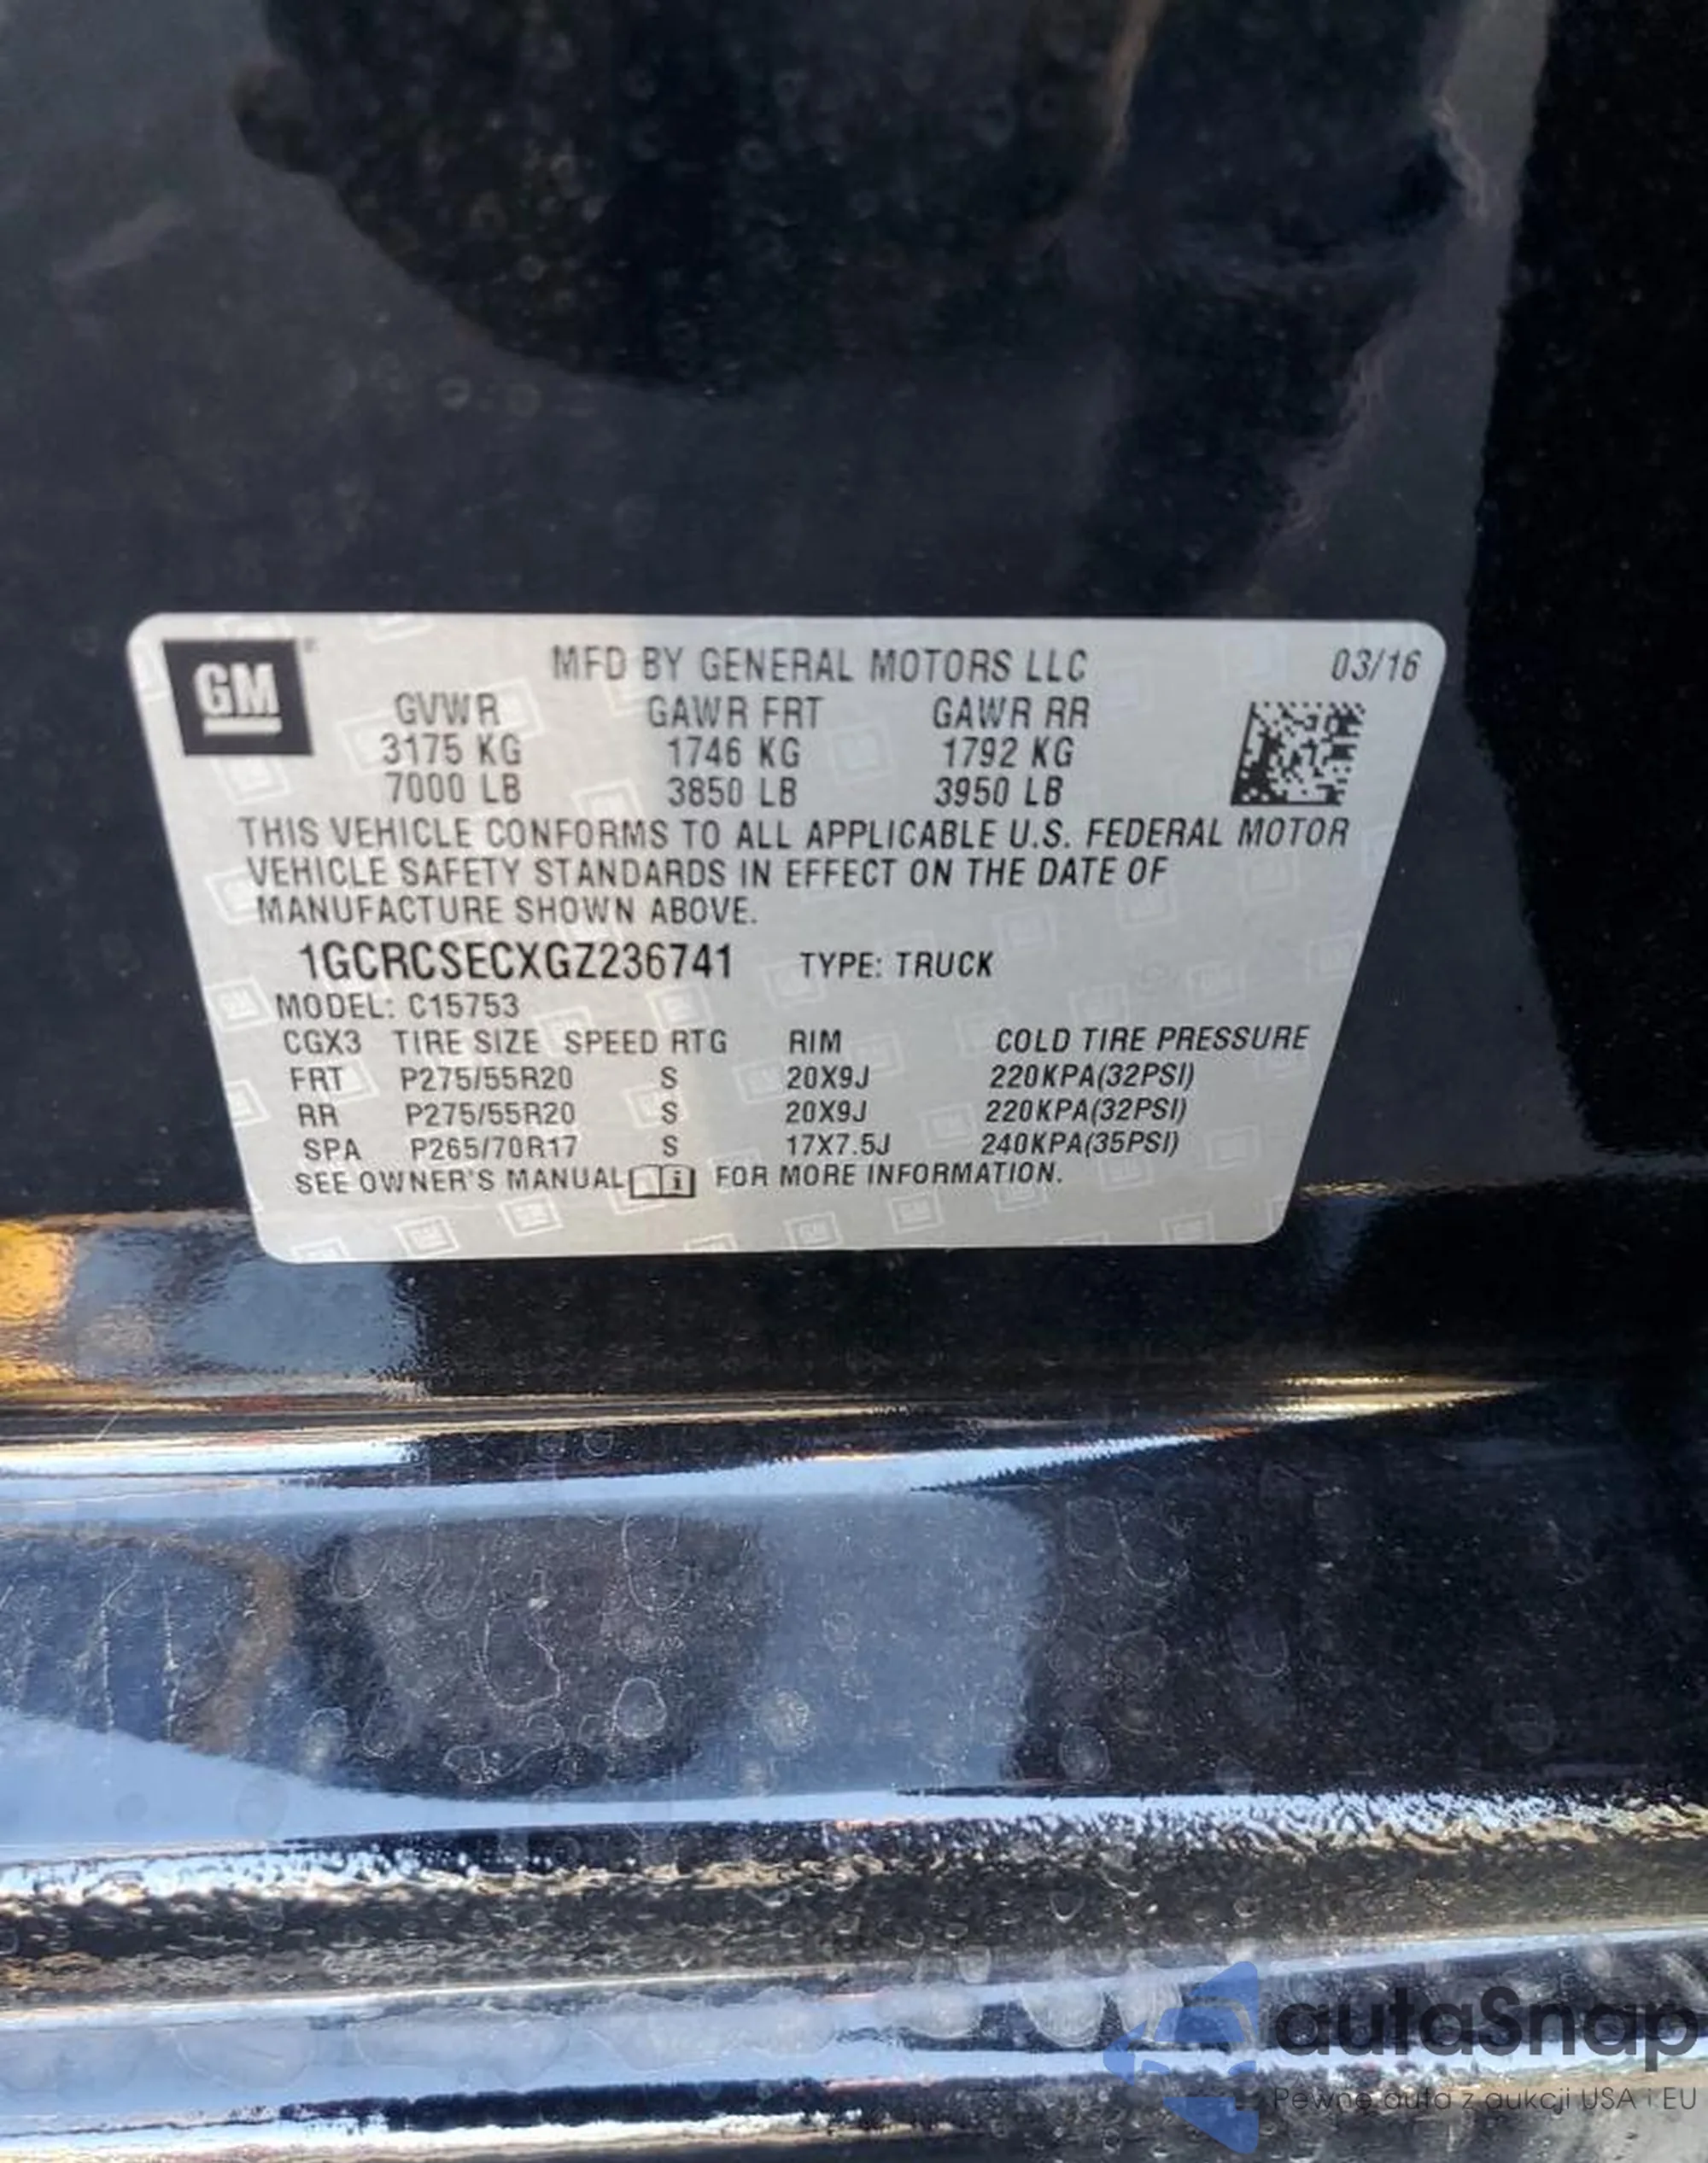 GM
MFD BY GENERAL MOTORS LLC 03/16
GVWR GAWR FRT GAWR RR
3175 KG 1746 KG 1792 KG
7000 LB 3850 LB 3950 LB
THIS VEHICLE CONFORMS TO ALL APPLICABLE U.S. FEDERAL MOTOR
VEHICLE SAFETY STANDARDS IN EFFECT ON THE DATE OF
MANUFACTURE SHOWN ABOVE.
1GCRCSECXGZ236741 TYPE: TRUCK
MODEL: C15753
CGX3 TIRE SIZE SPEED RTG RIM COLD TIRE PRESSURE
FRT P275/55R20 S 20X9J 220KPA(32PSI)
RR P275/55R20 S 20X9J 220KPA(32PSI)
SPA P265/70R17 S 17X7.5J 240KPA(35PSI)
SEE OWNER'S MANUAL FOR MORE INFORMATION.
autaSnap
Pewne auta z aukcji USA i EU